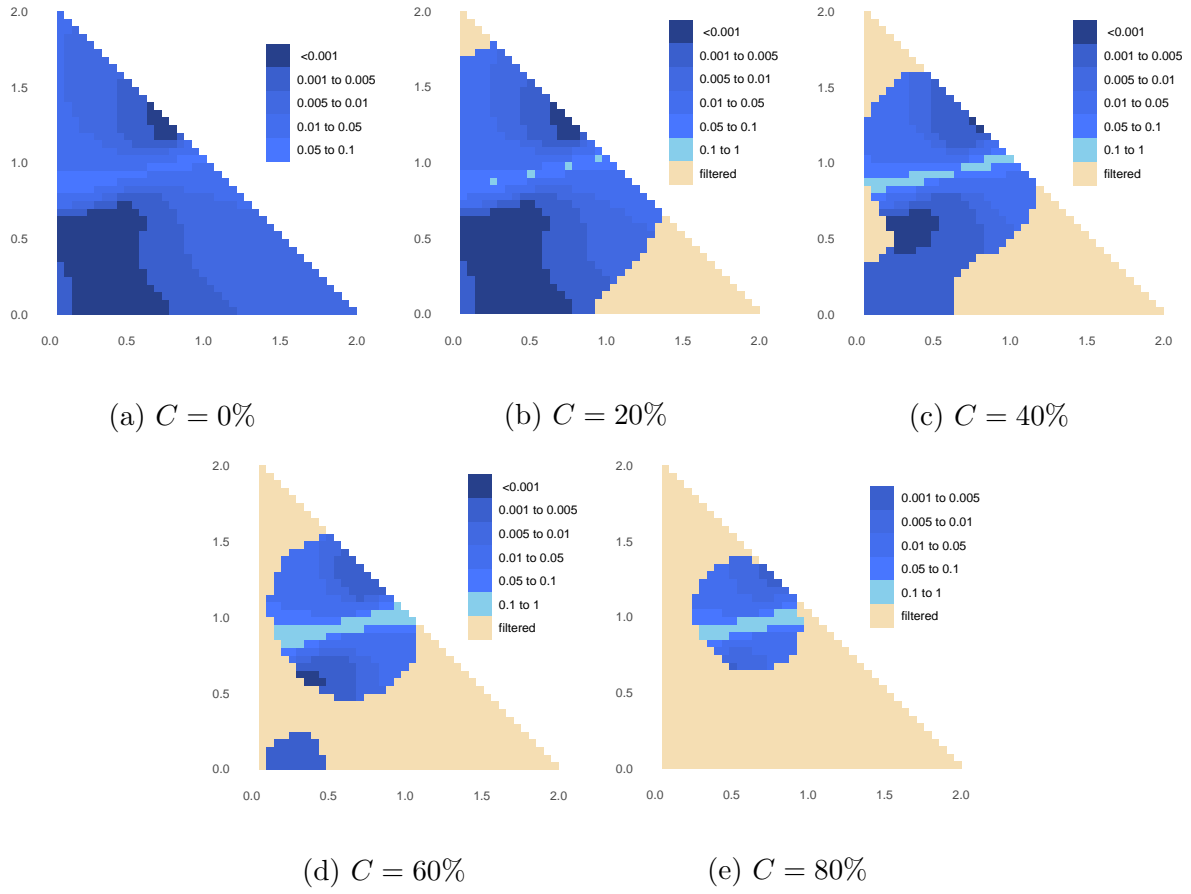 2.0
1.5
1.0
0.5
0.0
0.0 0.5 1.0 1.5 2.0
<0.001
0.001 to 0.005
0.005 to 0.01
0.01 to 0.05
0.05 to 0.1
(a) C = 0%
2.0
1.5
1.0
0.5
0.0
0.0 0.5 1.0 1.5 2.0
<0.001
0.001 to 0.005
0.005 to 0.01
0.01 to 0.05
0.05 to 0.1
0.1 to 1
filtered
(b) C = 20%
2.0
1.5
1.0
0.5
0.0
0.0 0.5 1.0 1.5 2.0
<0.001
0.001 to 0.005
0.005 to 0.01
0.01 to 0.05
0.05 to 0.1
0.1 to 1
filtered
(c) C = 40%
2.0
1.5
1.0
0.5
0.0
0.0 0.5 1.0 1.5 2.0
<0.001
0.001 to 0.005
0.005 to 0.01
0.01 to 0.05
0.05 to 0.1
0.1 to 1
filtered
(d) C = 60%
2.0
1.5
1.0
0.5
0.0
0.0 0.5 1.0 1.5 2.0
0.001 to 0.005
0.005 to 0.01
0.01 to 0.05
0.05 to 0.1
0.1 to 1
filtered
(e) C = 80%